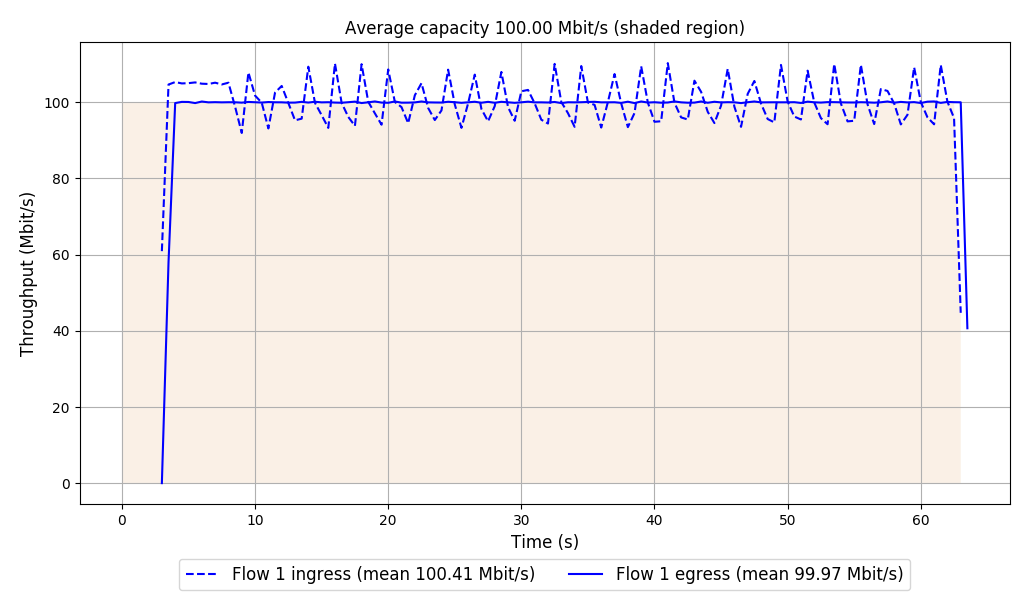 Average capacity 100.00 Mbit/s (shaded region)
Throughput (Mbit/s)
100
80
60
40
20
0
0 10 20 30 40 50 60
Time (s)
Flow 1 ingress (mean 100.41 Mbit/s) Flow 1 egress (mean 99.97 Mbit/s)